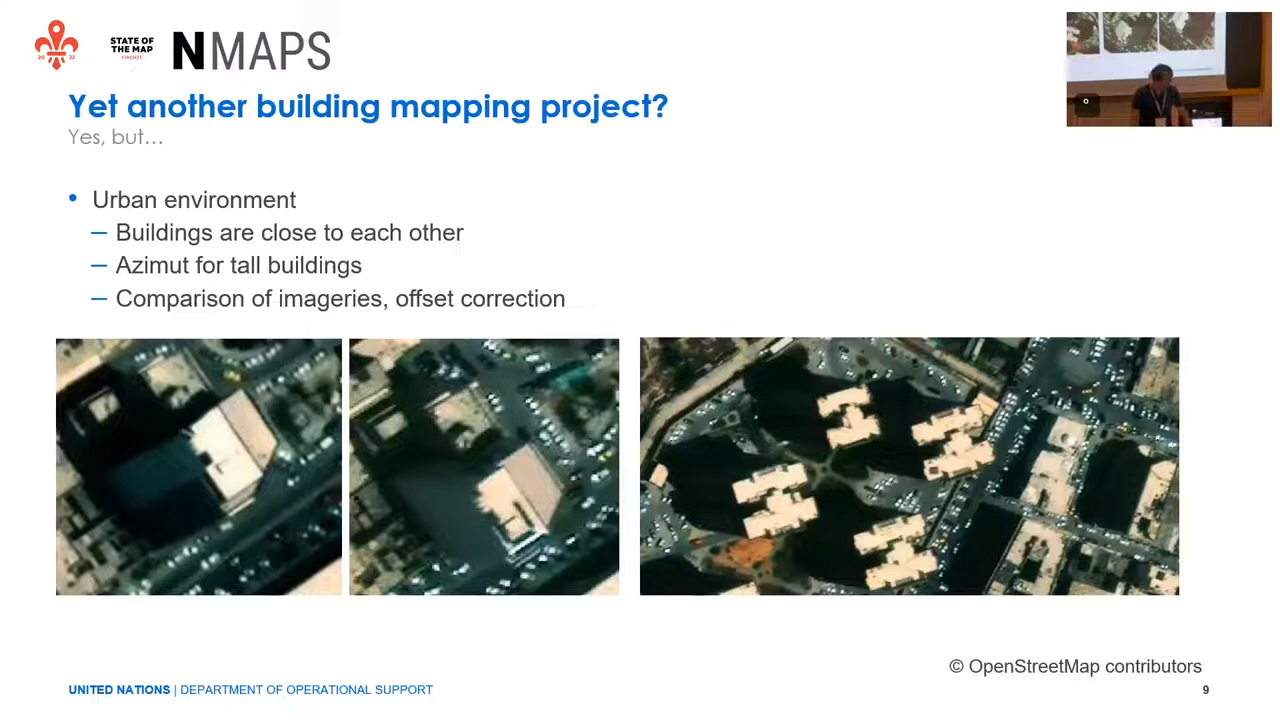 2022
STATE OF
THE MAP
FIRENZE
NMAPS
Yet another building mapping project?
Yes, but…
• Urban environment
– Buildings are close to each other
– Azimut for tall buildings
– Comparison of imageries, offset correction
© OpenStreetMap contributors
UNITED NATIONS | DEPARTMENT OF OPERATIONAL SUPPORT
9